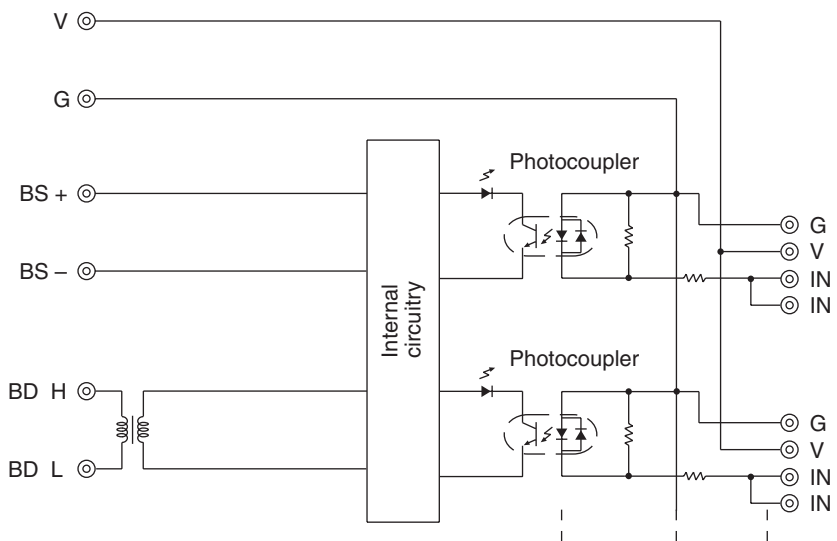 V
G
Photocoupler
BS +
G
V
BS –
IN
IN
Internal
circuitry
Photocoupler
BD H
G
V
BD L
IN
IN